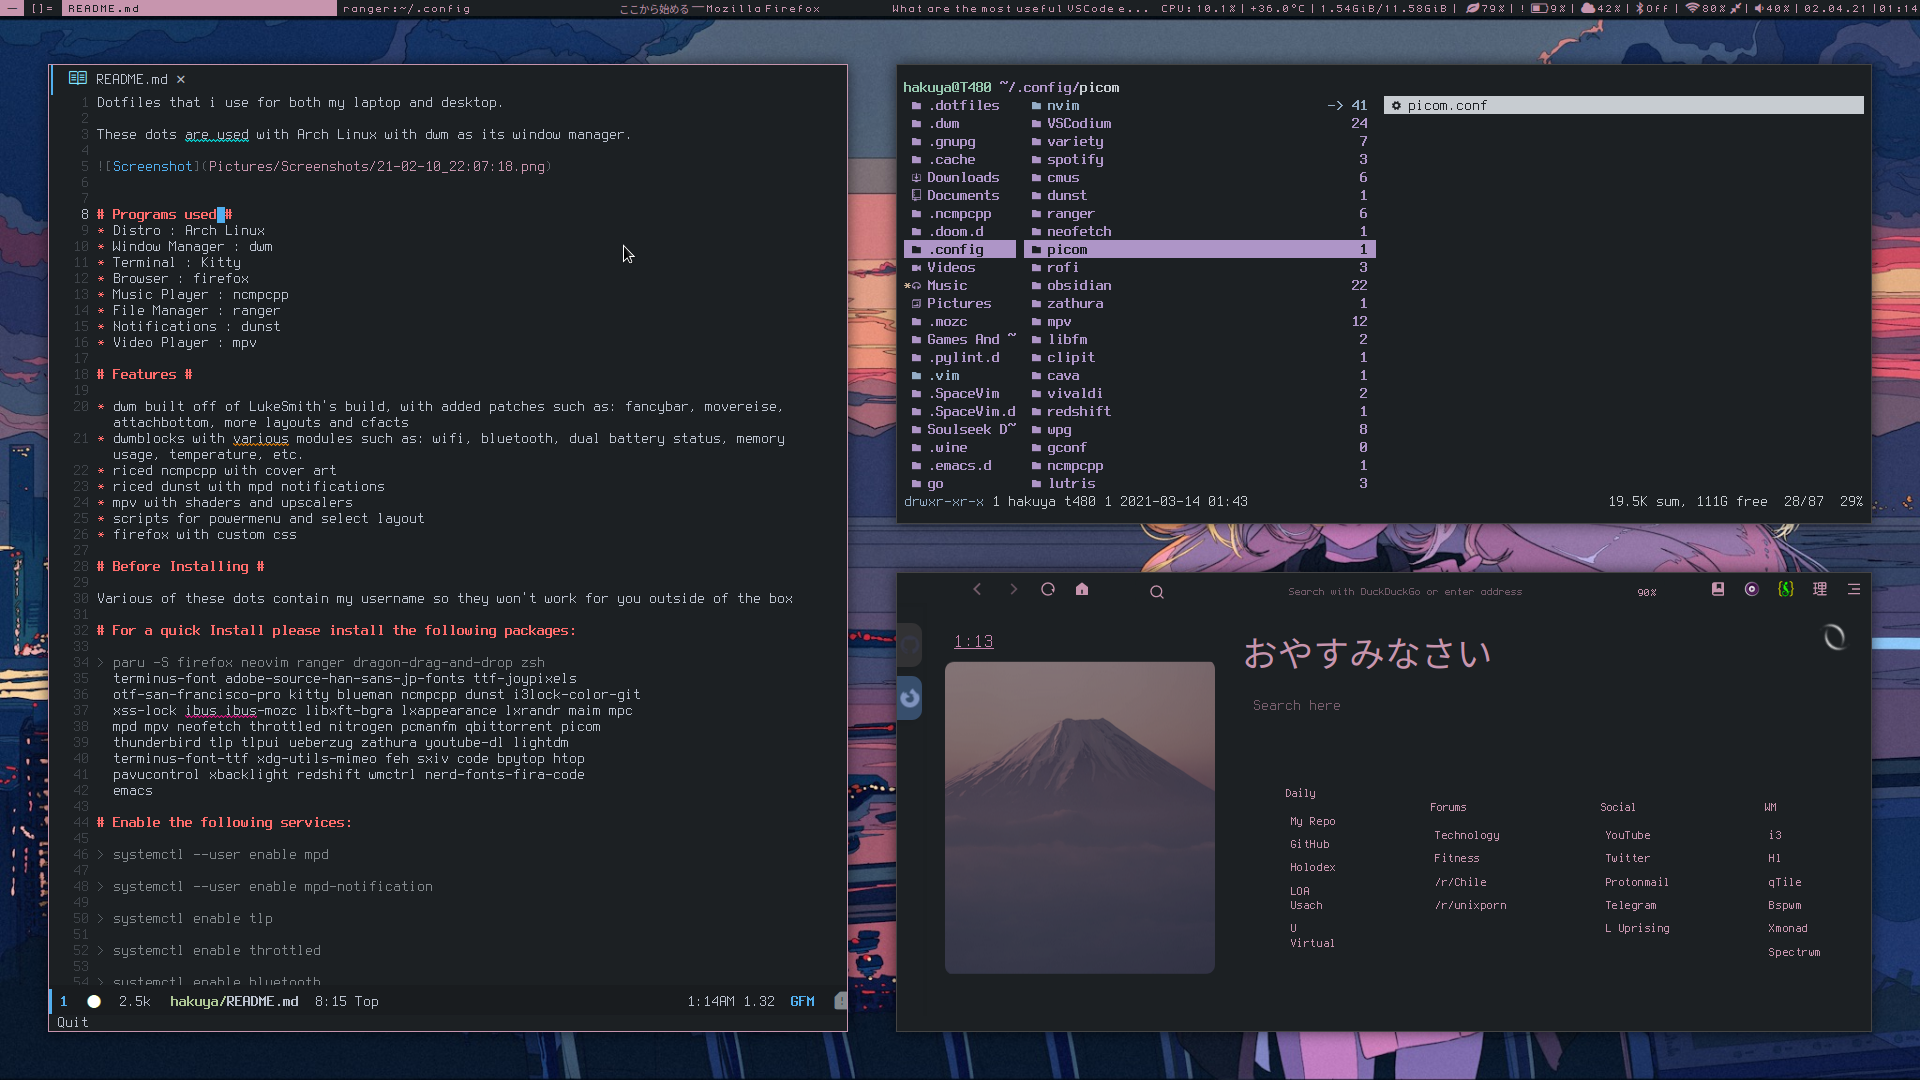 []= README.md ranger:~/.config ここから始める — Mozilla Firefox What are the most useful VSCode e... CPU: 10.1% | +36.0°C | 1.54GiB/11.58GiB | 79% | ! 9% | 42% | Off | 80% | 40% | 02.04.21 | 01:14
README.md ×
1 Dotfiles that i use for both my laptop and desktop.
2
3 These dots are used with Arch Linux with dwm as its window manager.
4
5 ![Screenshot](Pictures/Screenshots/21-02-10_22:07:18.png)
6
7
8 # Programs used #
9 * Distro : Arch Linux
10 * Window Manager : dwm
11 * Terminal : Kitty
12 * Browser : firefox
13 * Music Player : ncmpcpp
14 * File Manager : ranger
15 * Notifications : dunst
16 * Video Player : mpv
17
18 # Features #
19
20 * dwm built off of LukeSmith's build, with added patches such as: fancybar, movereise,
attachbottom, more layouts and cfacts
21 * dwmblocks with various modules such as: wifi, bluetooth, dual battery status, memory
usage, temperature, etc.
22 * riced ncmpcpp with cover art
23 * riced dunst with mpd notifications
24 * mpv with shaders and upscalers
25 * scripts for powermenu and select layout
26 * firefox with custom css
27
28 # Before Installing #
29
30 Various of these dots contain my username so they won't work for you outside of the box
31
32 # For a quick Install please install the following packages:
33
34 > paru -S firefox neovim ranger dragon-drag-and-drop zsh
35 terminus-font adobe-source-han-sans-jp-fonts ttf-joypixels
36 otf-san-francisco-pro kitty blueman ncmpcpp dunst i3lock-color-git
37 xss-lock ibus ibus-mozc libxft-bgra lxappearance lxrandr maim mpc
38 mpd mpv neofetch throttled nitrogen pcmanfm qbittorrent picom
39 thunderbird tlp tlpui ueberzug zathura youtube-dl lightdm
40 terminus-font-ttf xdg-utils-mimeo feh sxiv code bpytop htop
41 pavucontrol xbacklight redshift wmctrl nerd-fonts-fira-code
42 emacs
43
44 # Enable the following services:
45
46 > systemctl --user enable mpd
47
48 > systemctl --user enable mpd-notification
49
50 > systemctl enable tlp
51
52 > systemctl enable throttled
53
54 > systemctl enable bluetooth
1 2.5k hakuya/README.md 8:15 Top 1:14AM 1.32 GFM
Quit
hakuya@T480 ~/.config/picom
.dotfiles nvim -> 41 picom.conf
.dwm VSCodium 24
.gnupg variety 7
.cache spotify 3
Downloads cmus 6
Documents dunst 1
.ncmpcpp ranger 6
.doom.d neofetch 1
.config picom 1
Videos rofi 3
* Music obsidian 22
Pictures zathura 1
.mozc mpv 12
Games And ~ libfm 2
.pylint.d clipit 1
.vim cava 1
.SpaceVim vivaldi 2
.SpaceVim.d redshift 1
Soulseek D~ wpg 8
.wine gconf 0
.emacs.d ncmpcpp 1
go lutris 3
drwxr-xr-x 1 hakuya t480 1 2021-03-14 01:43 19.5K sum, 111G free 28/87 29%
Search with DuckDuckGo or enter address 90% 理
1:13
おやすみなさい
Search here
Daily
My Repo
GitHub
Holodex
LOA
Usach
U
Virtual
Forums
Technology
Fitness
/r/Chile
/r/unixporn
Social
YouTube
Twitter
Protonmail
Telegram
L Uprising
WM
i3
Hl
qTile
Bspwm
Xmonad
Spectrwm